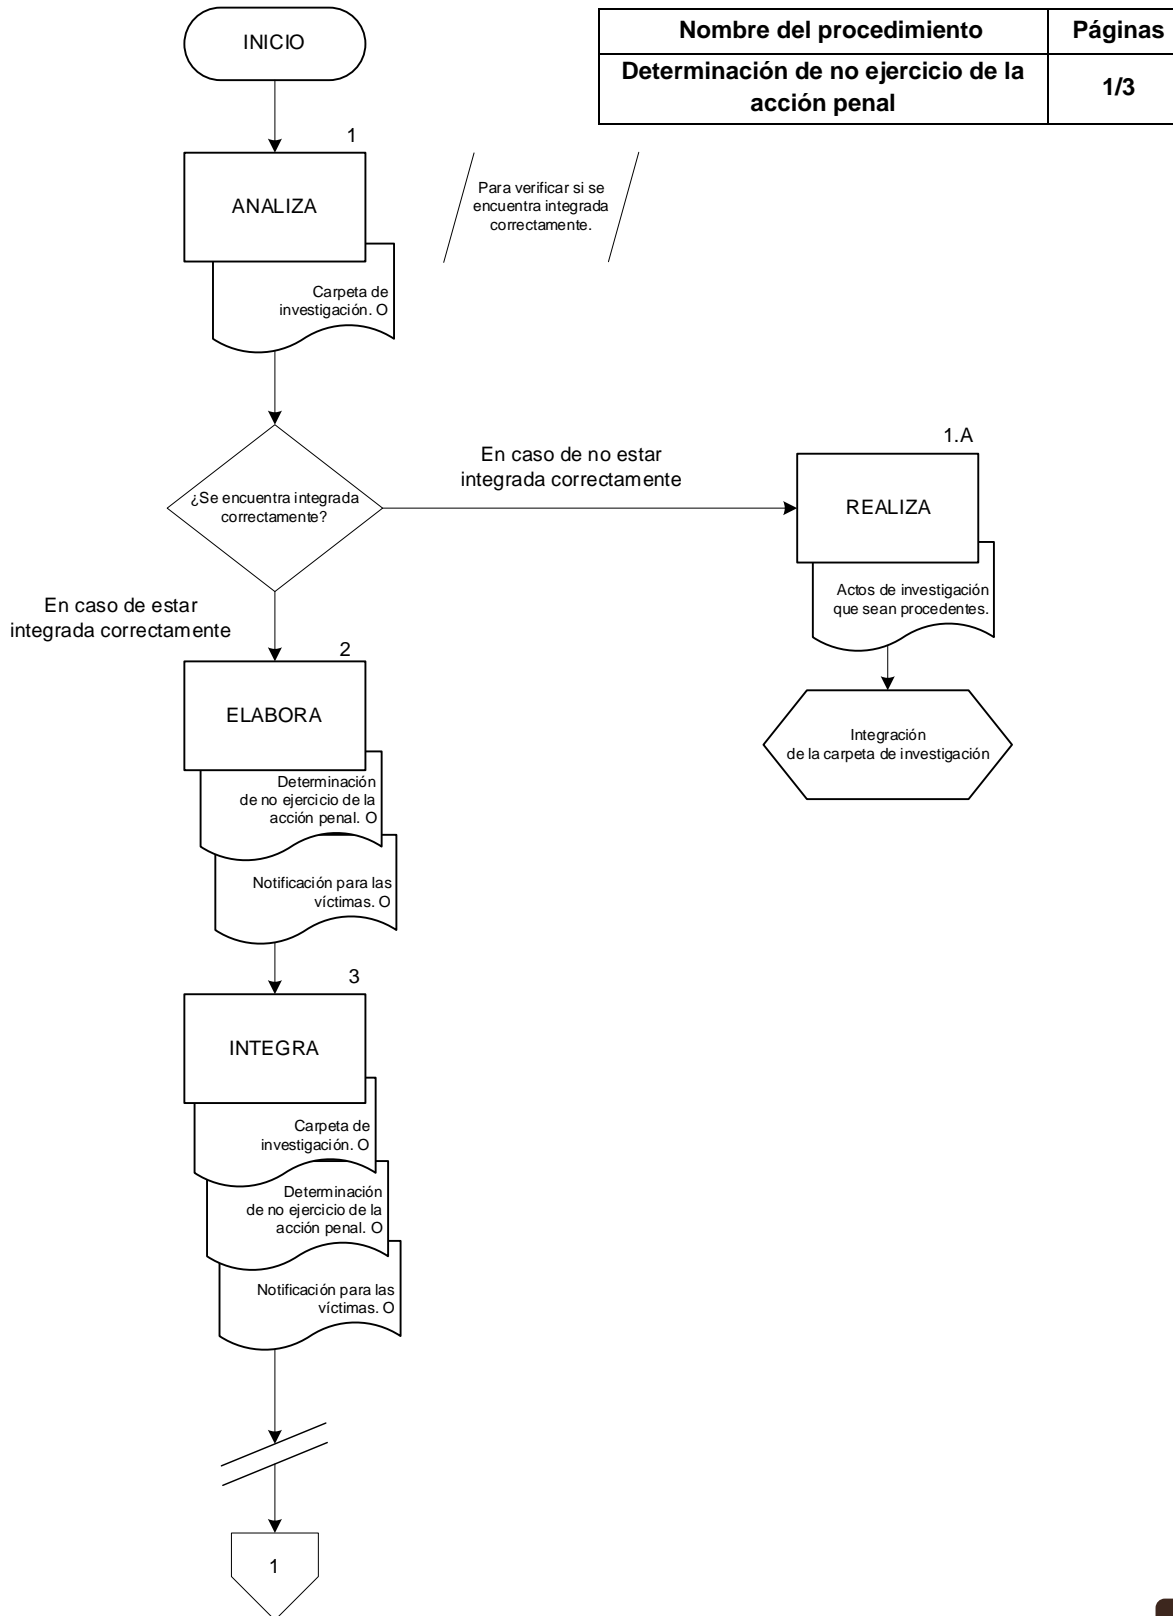 INICIO
Nombre del procedimiento
Páginas
Determinación de no ejercicio de la
acción penal
1/3
1
ANALIZA
Para verificar si se
encuentra integrada
correctamente.
Carpeta de
investigación. O
¿Se encuentra integrada
correctamente?
En caso de no estar
integrada correctamente
1.A
REALIZA
Actos de investigación
que sean procedentes.
Integración
de la carpeta de investigación
En caso de estar
integrada correctamente
2
ELABORA
Determinación
de no ejercicio de la
acción penal. O
Notificación para las
víctimas. O
3
INTEGRA
Carpeta de
investigación. O
Determinación
de no ejercicio de la
acción penal. O
Notificación para las
víctimas. O
1